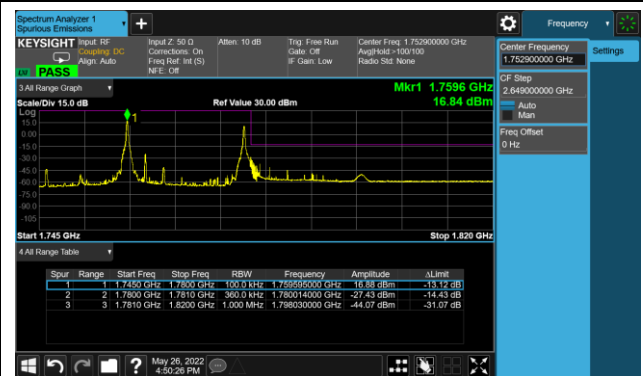 Spectrum Analyzer 1
Spurious Emissions
Frequency
KEYSIGHT
Input: RF
Coupling: DC
Align: Auto
Input Z: 50 Ω
Corrections: On
Freq Ref: Int (S)
NFE: Off
Atten: 10 dB
Trig: Free Run
Gate: Off
IF Gain: Low
Center Freq: 1.752900000 GHz
Avg|Hold:>100/100
Radio Std: None
PASS
Center Frequency
1.752900000 GHz
Settings
CF Step
2.649000000 GHz
Auto
Man
Freq Offset
0 Hz
3 All Range Graph
Mkr1 1.7596 GHz
Scale/Div 15.0 dB
Ref Value 30.00 dBm
16.84 dBm
Log
15.0
0.00
-15.0
-30.0
-45.0
-60.0
-75.0
-90.0
-105
1
Start 1.745 GHz
Stop 1.820 GHz
4 All Range Table
Spur Range Start Freq Stop Freq RBW Frequency Amplitude ΔLimit
1 1 1.7450 GHz 1.7800 GHz 100.0 kHz 1.759595000 GHz 16.88 dBm -13.12 dB
2 2 1.7800 GHz 1.7810 GHz 360.0 kHz 1.780014000 GHz -27.43 dBm -14.43 dB
3 3 1.7810 GHz 1.8200 GHz 1.000 MHz 1.798030000 GHz -44.07 dBm -31.07 dB
May 26, 2022
4:50:26 PM